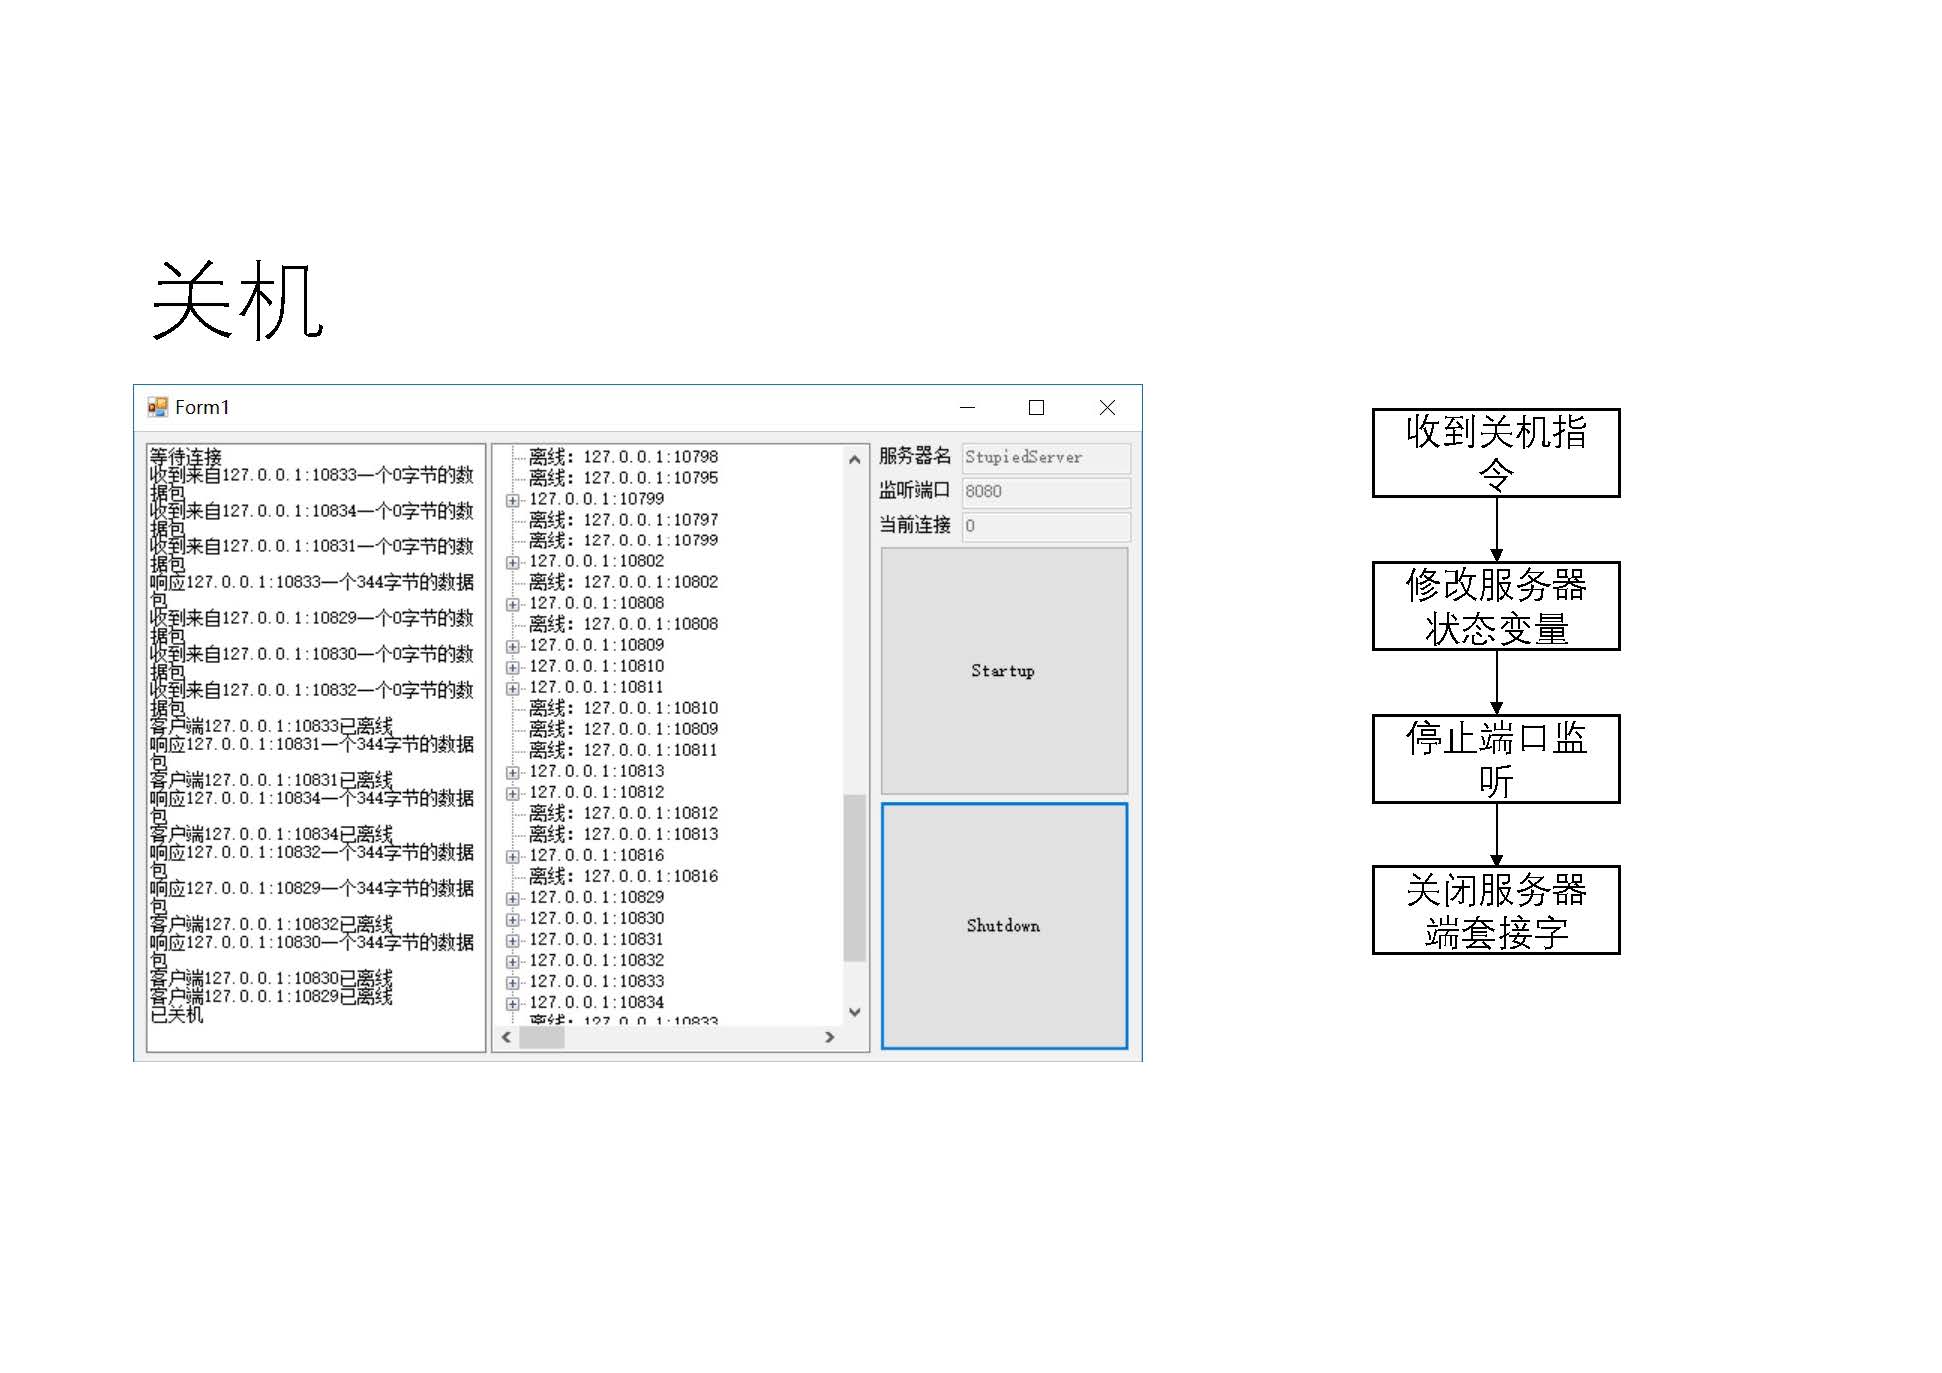 关机
Form1
等待连接
收到来自127.0.0.1:10833一个0字节的数
据包
收到来自127.0.0.1:10834一个0字节的数
据包
收到来自127.0.0.1:10831一个0字节的数
据包
响应127.0.0.1:10833一个344字节的数据
包
收到来自127.0.0.1:10829一个0字节的数
据包
收到来自127.0.0.1:10830一个0字节的数
据包
收到来自127.0.0.1:10832一个0字节的数
据包
客户端127.0.0.1:10833已离线
响应127.0.0.1:10831一个344字节的数据
包
客户端127.0.0.1:10831已离线
响应127.0.0.1:10834一个344字节的数据
包
客户端127.0.0.1:10834已离线
响应127.0.0.1:10832一个344字节的数据
包
响应127.0.0.1:10829一个344字节的数据
包
客户端127.0.0.1:10832已离线
响应127.0.0.1:10830一个344字节的数据
包
客户端127.0.0.1:10830已离线
客户端127.0.0.1:10829已离线
已关机
离线：127.0.0.1:10798
离线：127.0.0.1:10795
127.0.0.1:10799
离线：127.0.0.1:10797
离线：127.0.0.1:10799
127.0.0.1:10802
离线：127.0.0.1:10802
127.0.0.1:10808
离线：127.0.0.1:10808
127.0.0.1:10809
127.0.0.1:10810
127.0.0.1:10811
离线：127.0.0.1:10810
离线：127.0.0.1:10809
离线：127.0.0.1:10811
127.0.0.1:10813
127.0.0.1:10812
离线：127.0.0.1:10812
离线：127.0.0.1:10813
127.0.0.1:10816
离线：127.0.0.1:10816
127.0.0.1:10829
127.0.0.1:10830
127.0.0.1:10831
127.0.0.1:10832
127.0.0.1:10833
127.0.0.1:10834
离线：127.0.0.1:10833
服务器名 StupiedServer
监听端口 8080
当前连接 0
Startup
Shutdown
收到关机指
令
修改服务器
状态变量
停止端口监
听
关闭服务器
端套接字